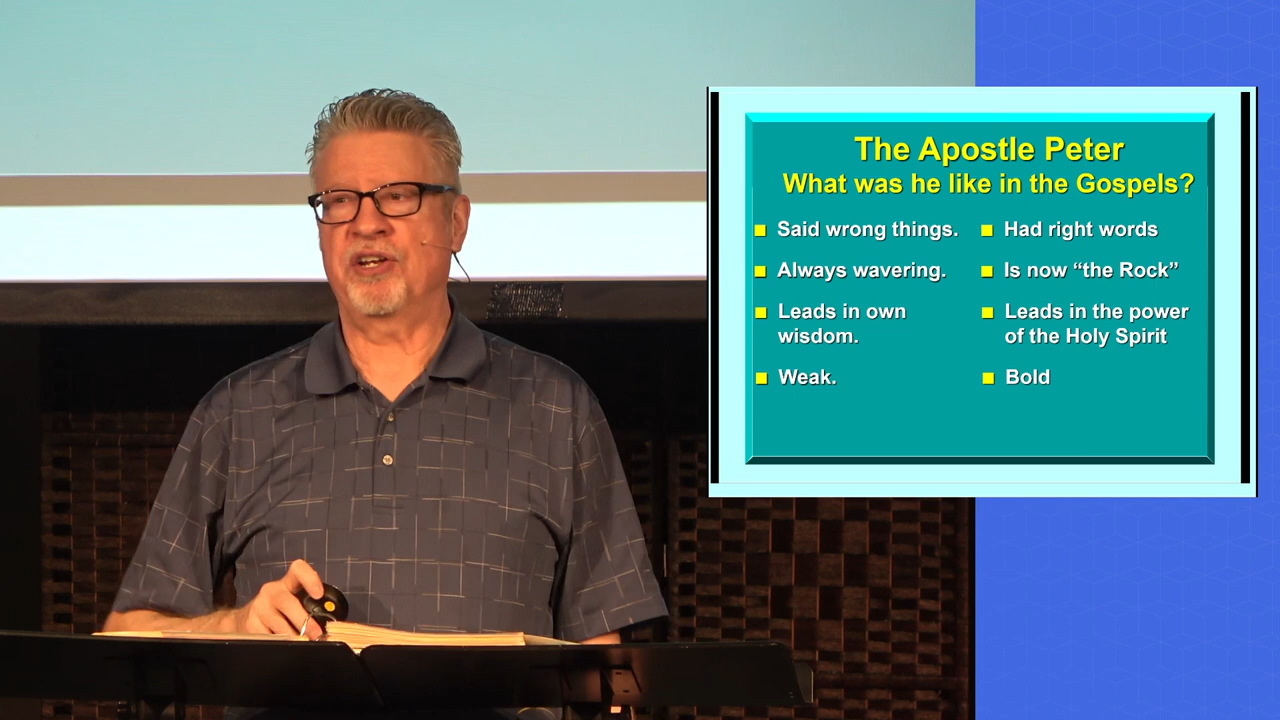 The Apostle Peter
What was he like in the Gospels?
Said wrong things.
Always wavering.
Leads in own
wisdom.
Weak.
Had right words
Is now “the Rock”
Leads in the power
of the Holy Spirit
Bold